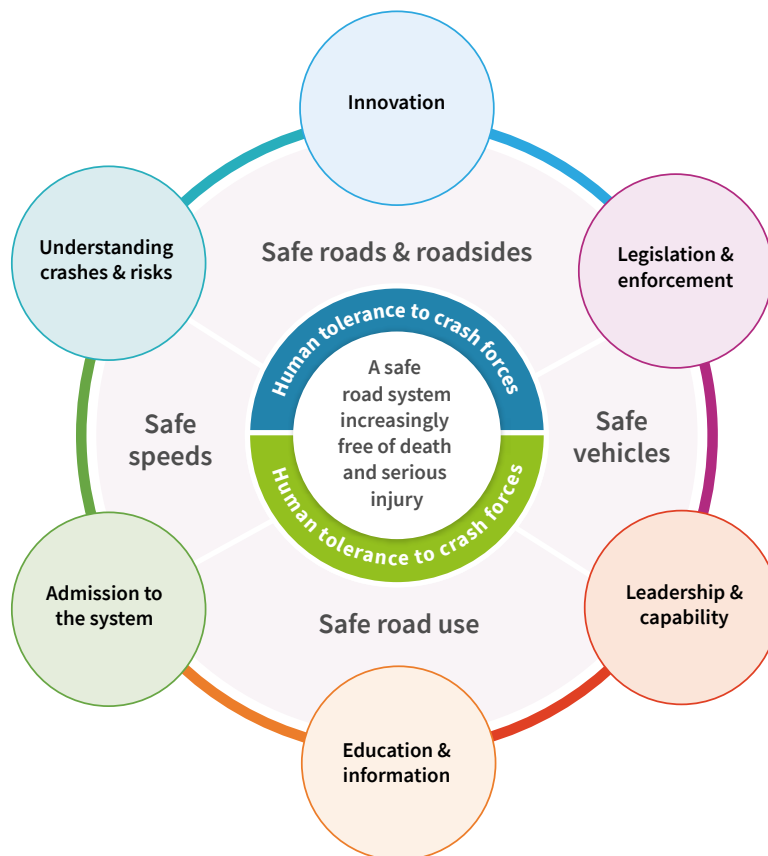 Innovation
Understanding
crashes & risks
Legislation &
enforcement
Safe roads & roadsides
Human tolerance to crash forces
A safe
road system
increasingly
free of death
and serious
injury
Safe
speeds
Safe
vehicles
Human tolerance to crash forces
Admission to
the system
Leadership &
capability
Safe road use
Education &
information